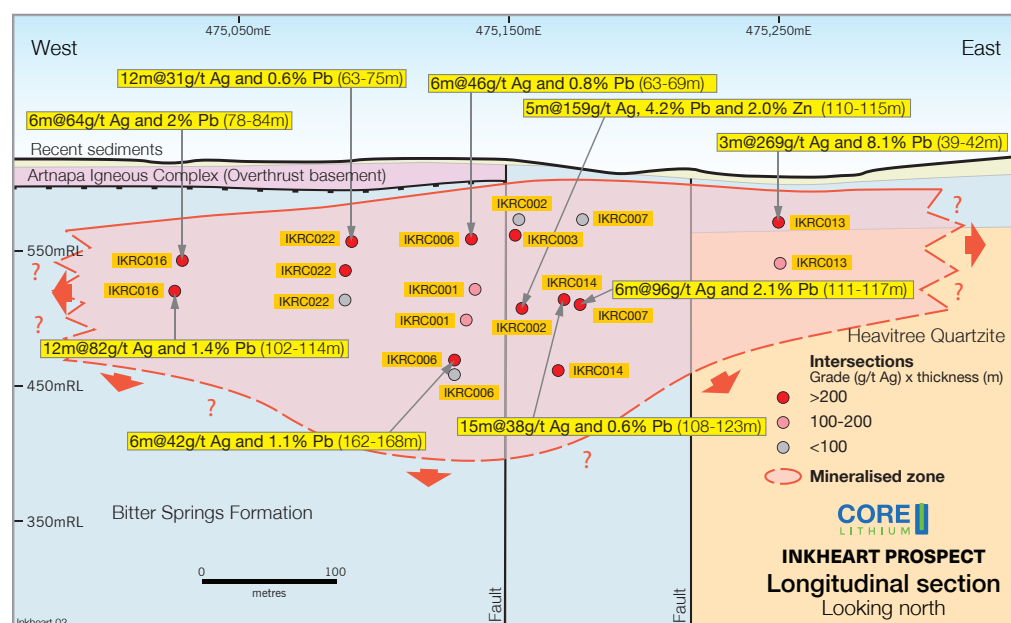 475,050mE
475,150mE
475,250mE
West
East
12m@31g/t Ag and 0.6% Pb (63-75m)
6m@46g/t Ag and 0.8% Pb (63-69m)
5m@159g/t Ag, 4.2% Pb and 2.0% Zn (110-115m)
6m@64g/t Ag and 2% Pb (78-84m)
3m@269g/t Ag and 8.1% Pb (39-42m)
Recent sediments
Artnapa Igneous Complex (Overthrust basement)
IKRC002
IKRC007
?
IKRC013
IKRC022
IKRC006
IKRC003
550mRL
IKRC016
IKRC022
IKRC013
?
IKRC014
IKRC016
IKRC001
6m@96g/t Ag and 2.1% Pb (111-117m)
?
IKRC022
IKRC007
IKRC001
IKRC002
?
Heavitree Quartzite
12m@82g/t Ag and 1.4% Pb (102-114m)
IKRC006
Intersections
Grade (g/t Ag) x thickness (m)
IKRC014
450mRL
IKRC006
>200
?
100-200
15m@38g/t Ag and 0.6% Pb (108-123m)
6m@42g/t Ag and 1.1% Pb (162-168m)
<100
?
Mineralised zone
Bitter Springs Formation
350mRL
CORE
LITHIUM
INKHEART PROSPECT
Longitudinal section
Looking north
0
100
metres
Fault
Fault
Inkheart 02